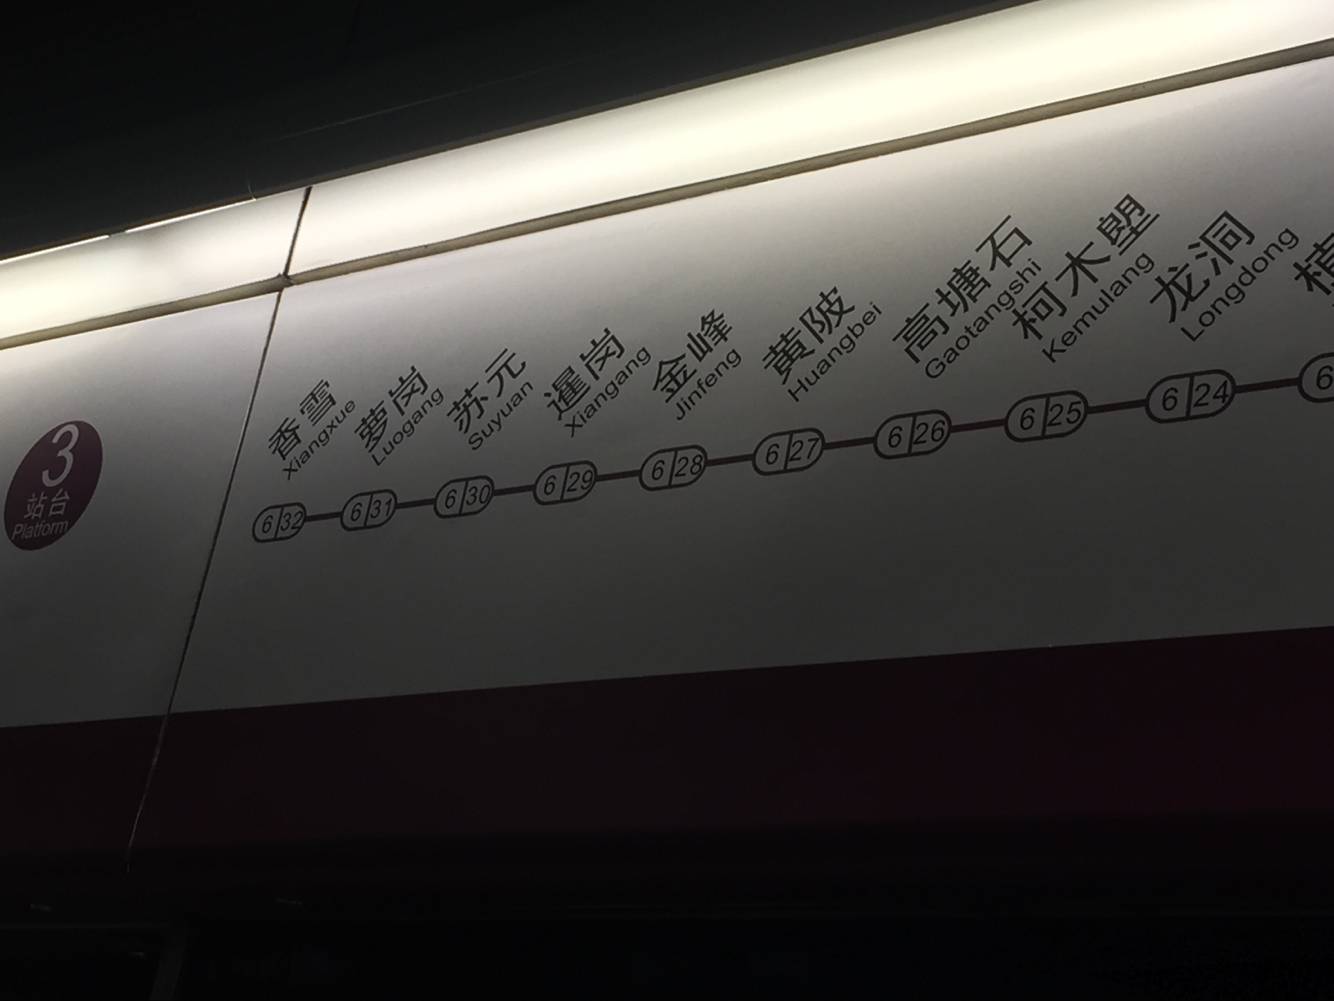 3
站台
Platform
香雪
Xiangxue
6|32
萝岗
Luogang
6|31
苏元
Suyuan
6|30
暹岗
Xiangang
6|29
金峰
Jinfeng
6|28
黄陂
Huangbei
6|27
高塘石
Gaotangshi
6|26
柯木塱
Kemulang
6|25
龙洞
Longdong
6|24
6